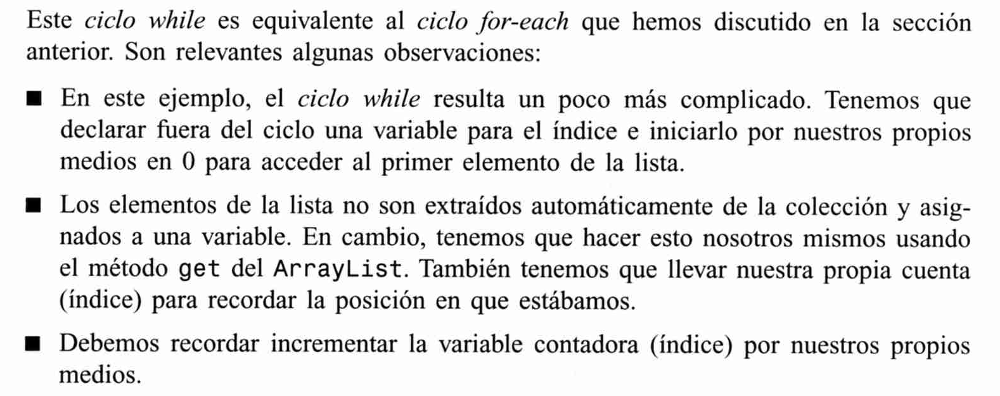 Este ciclo while es equivalente al ciclo for-each que hemos discutido en la sección
anterior. Son relevantes algunas observaciones:
■ En este ejemplo, el ciclo while resulta un poco más complicado. Tenemos que
declarar fuera del ciclo una variable para el índice e iniciarlo por nuestros propios
medios en 0 para acceder al primer elemento de la lista.
■ Los elementos de la lista no son extraídos automáticamente de la colección y asig-
nados a una variable. En cambio, tenemos que hacer esto nosotros mismos usando
el método get del ArrayList. También tenemos que llevar nuestra propia cuenta
(índice) para recordar la posición en que estábamos.
■ Debemos recordar incrementar la variable contadora (índice) por nuestros propios
medios.